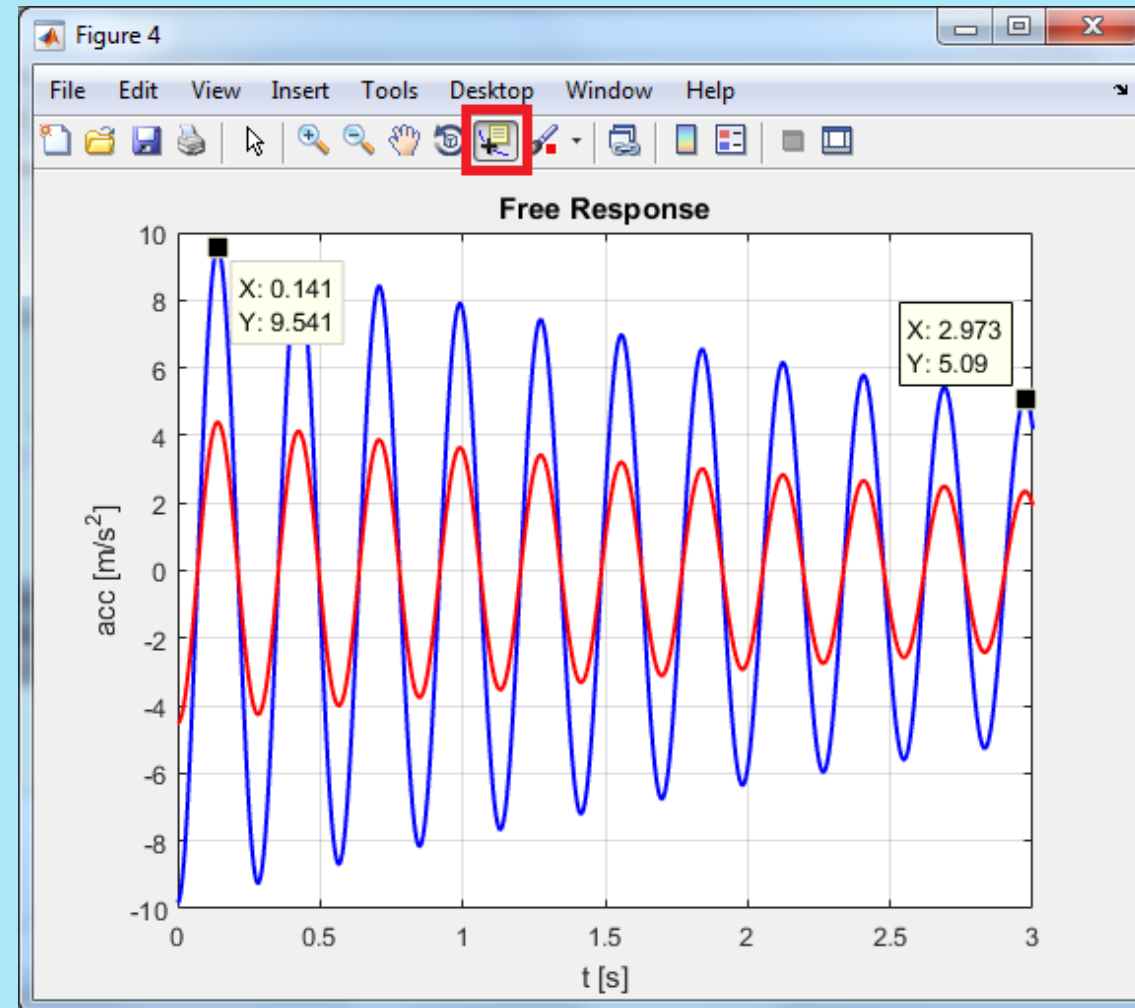 Figure 4
File Edit View Insert Tools Desktop Window Help
Free Response
10
8
6
4
2
0
-2
-4
-6
-8
-10
acc [m/s²]
X: 0.141
Y: 9.541
X: 2.973
Y: 5.09
0 0.5 1 1.5 2 2.5 3
t [s]